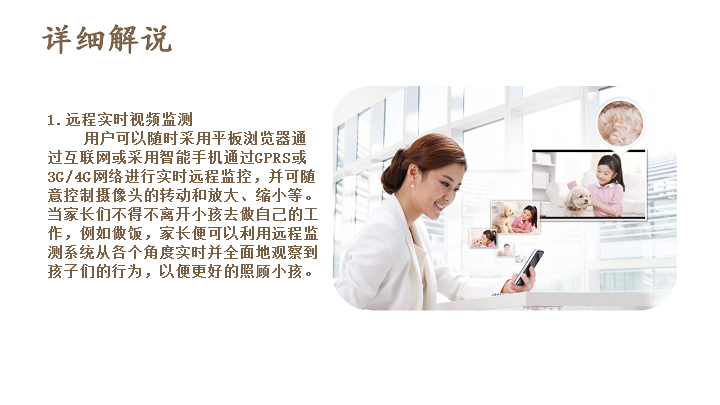 详细解说
1.远程实时视频监测
用户可以随时采用平板浏览器通
过互联网或采用智能手机通过GPRS或
3G/4G网络进行实时远程监控，并可随
意控制摄像头的转动和放大、缩小等。
当家长们不得不离开小孩去做自己的工
作，例如做饭，家长便可以利用远程监
测系统从各个角度实时并全面地观察到
孩子们的行为，以便更好的照顾小孩。